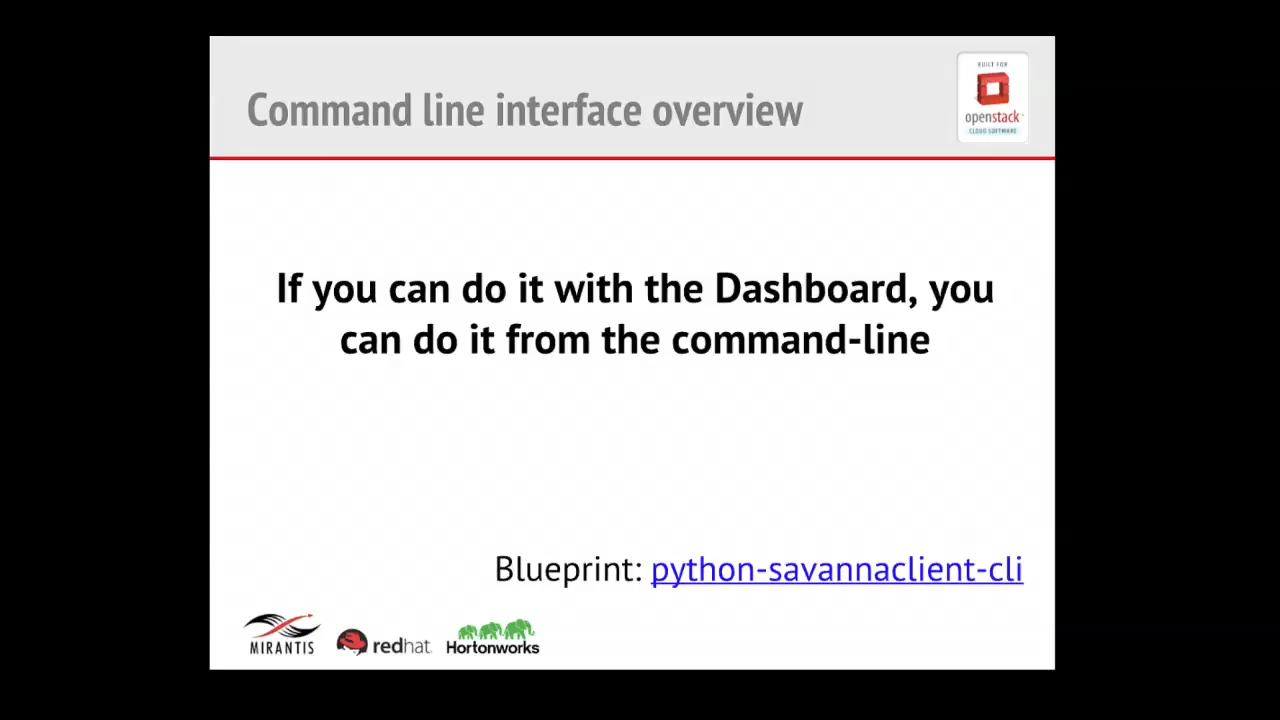 Command line interface overview
BUILT FOR
openstack™
CLOUD SOFTWARE
If you can do it with the Dashboard, you
can do it from the command-line
Blueprint: python-savannaclient-cli
MIRANTIS
redhat.
Hortonworks